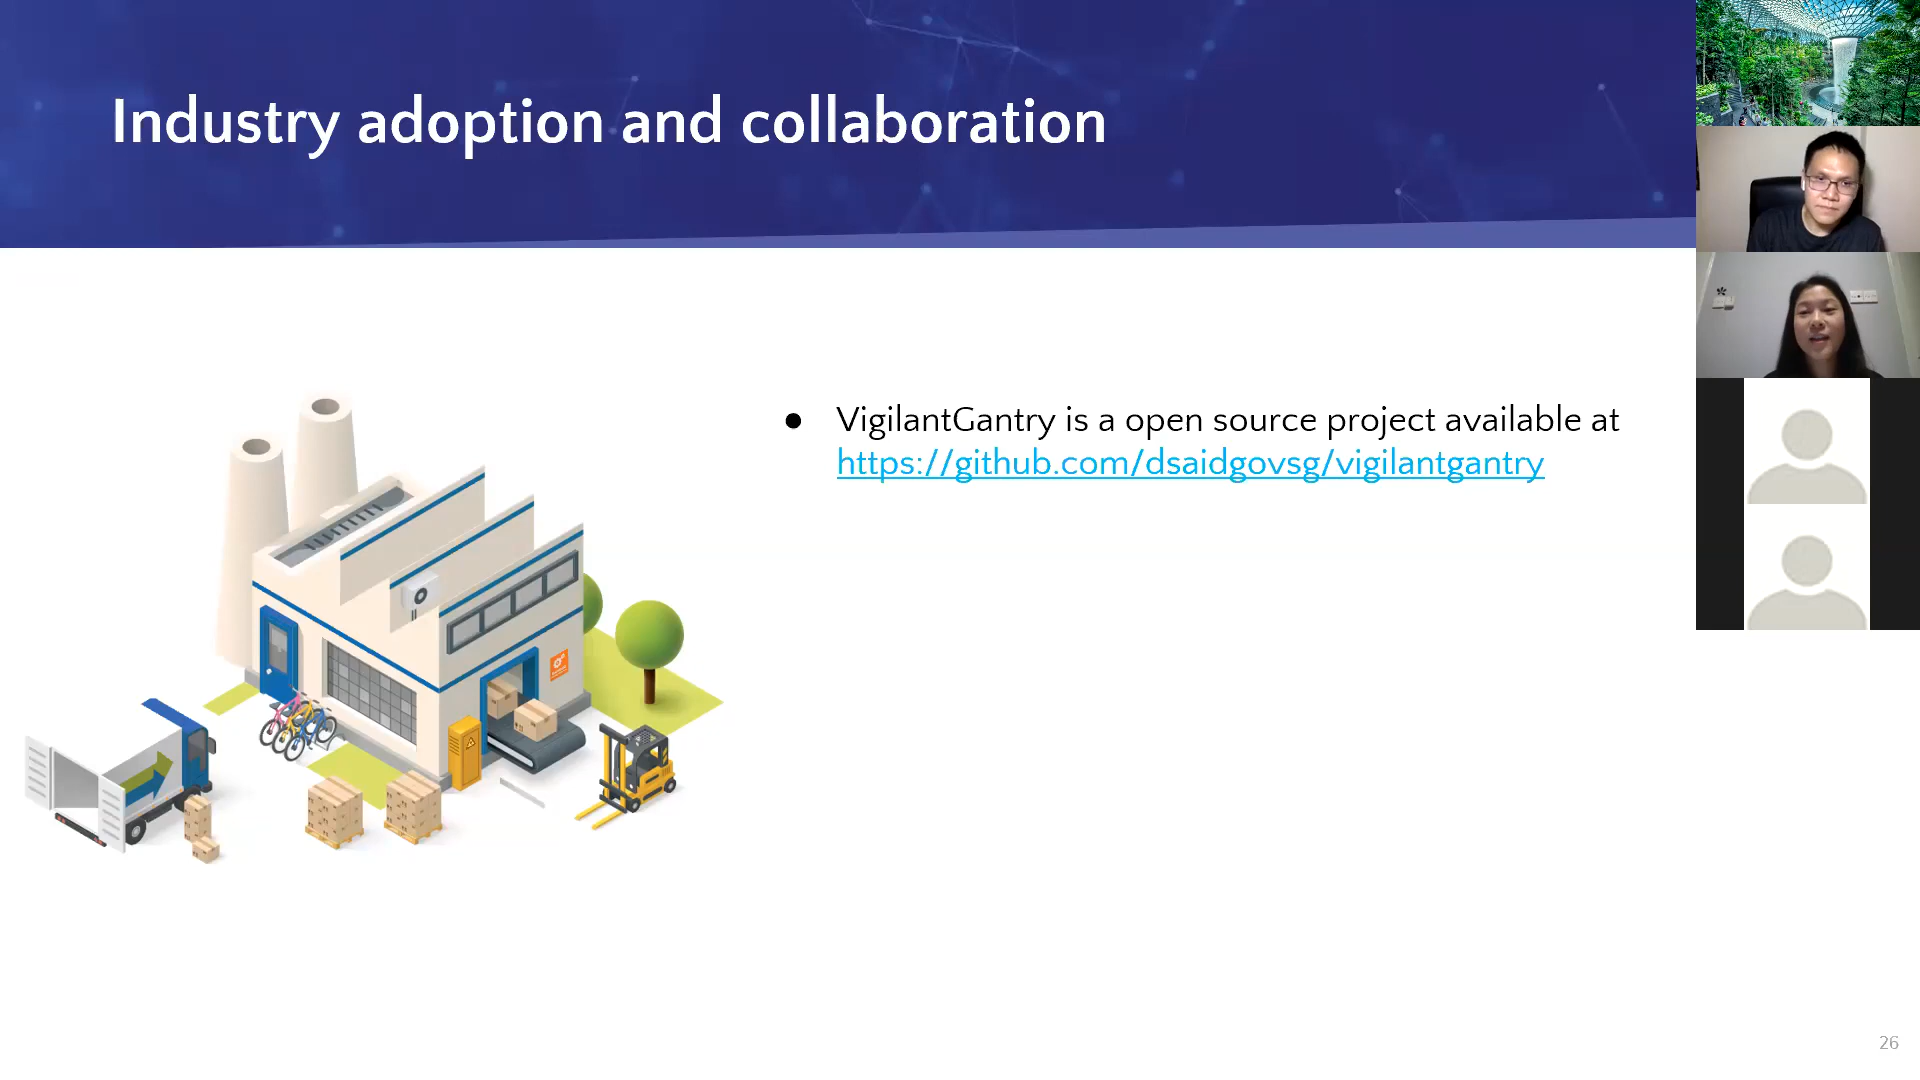 Industry adoption and collaboration
● VigilantGantry is a open source project available at
https://github.com/dsaidgovsg/vigilantgantry
26